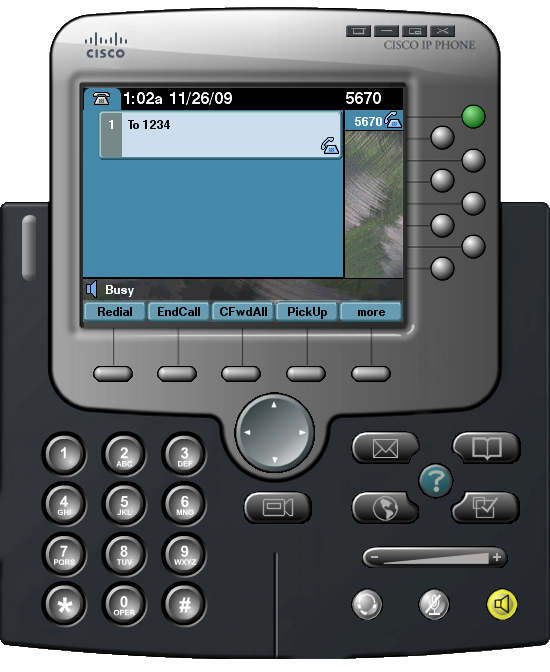 CISCO
CISCO IP PHONE
1:02a 11/26/09 5670
1 To 1234
5670
Busy
Redial EndCall CFwdAll PickUp more
1 2 ABC 3 DEF
4 GHI 5 JKL 6 MNO
?
7 PQRS 8 TUV 9 WXYZ
- +
* 0 OPER #